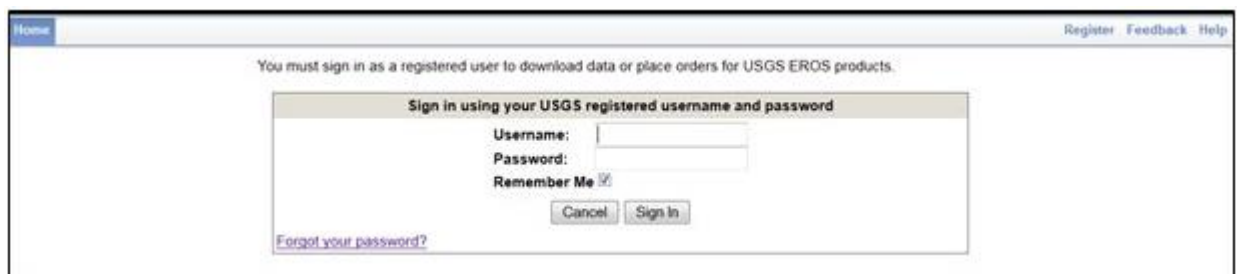 Home Register Feedback Help
You must sign in as a registered user to download data or place orders for USGS EROS products.
Sign in using your USGS registered username and password
Username:
Password:
Remember Me
Cancel Sign In
Forgot your password?